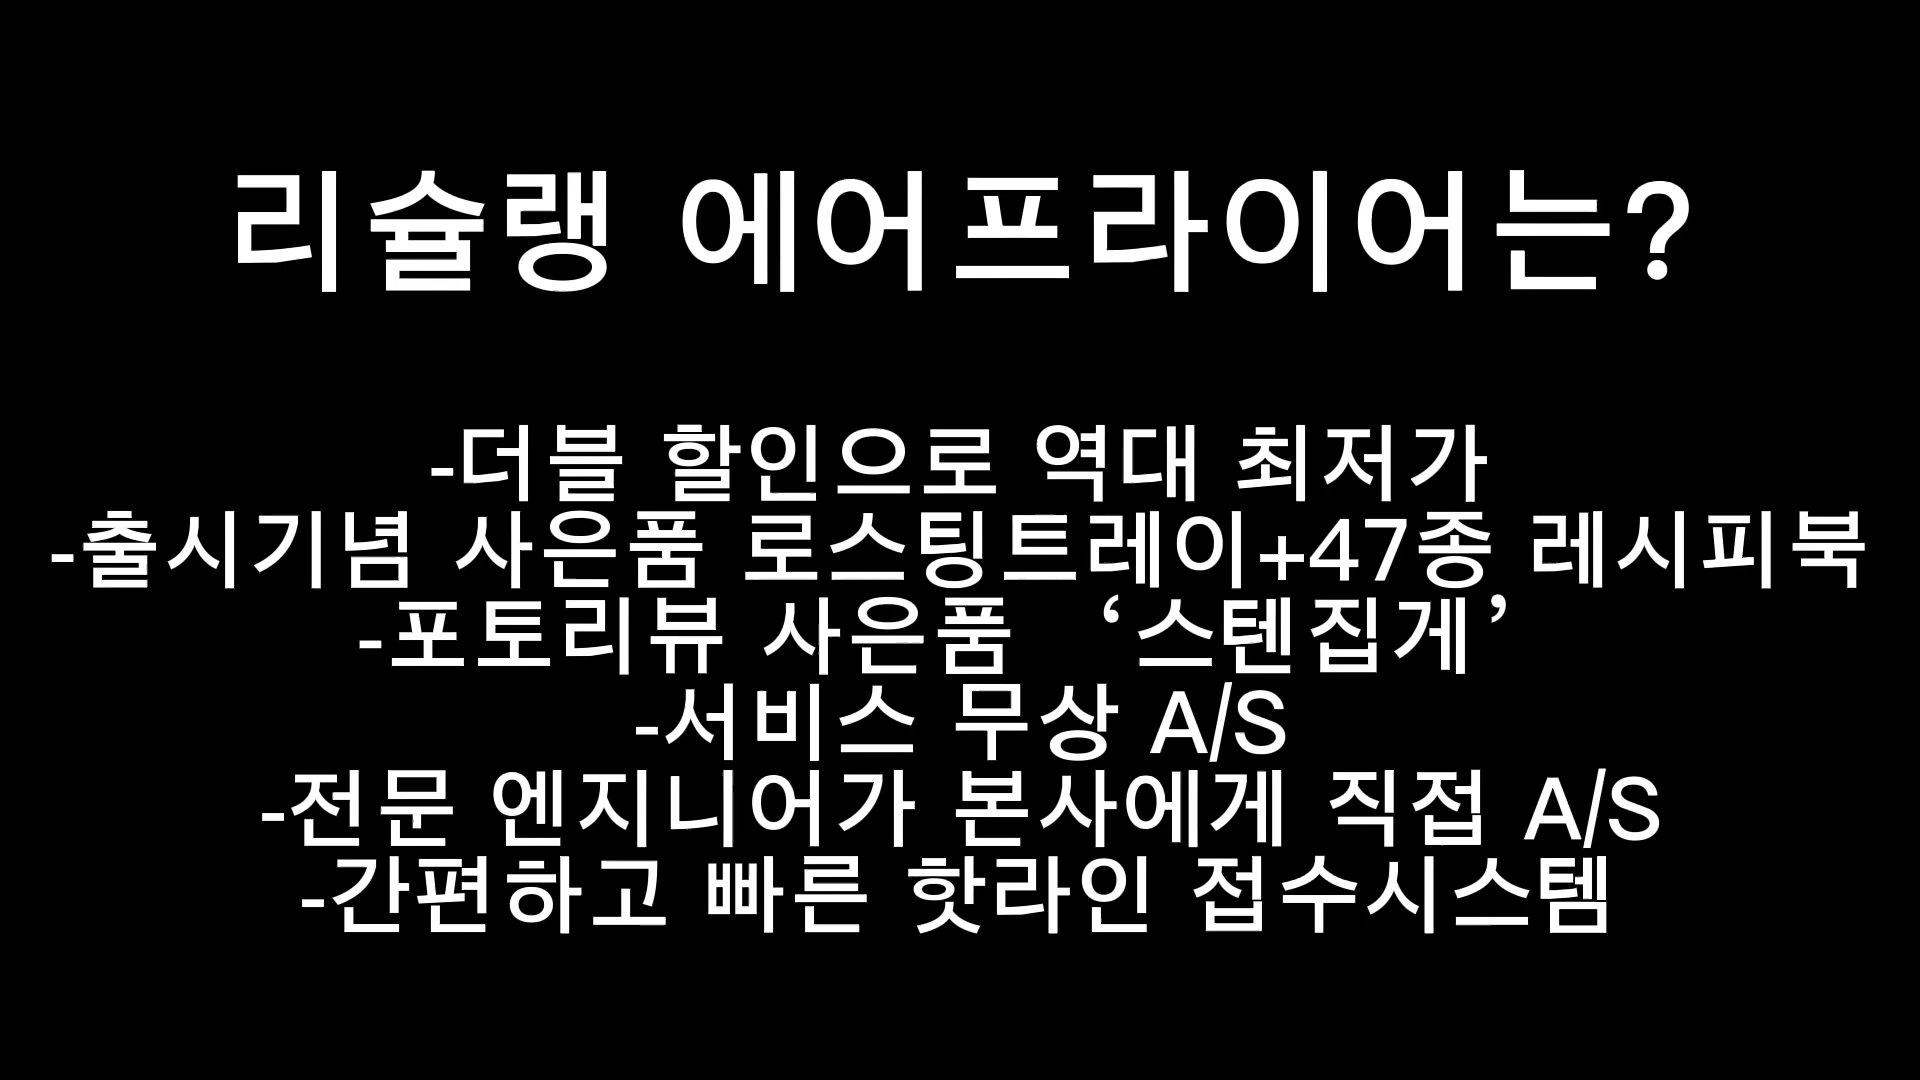 리슐랭 에어프라이어는?
-더블 할인으로 역대 최저가
-출시기념 사은품 로스팅트레이+47종 레시피북
-포토리뷰 사은품 ‘스텐집게’
-서비스 무상 A/S
-전문 엔지니어가 본사에게 직접 A/S
-간편하고 빠른 핫라인 접수시스템